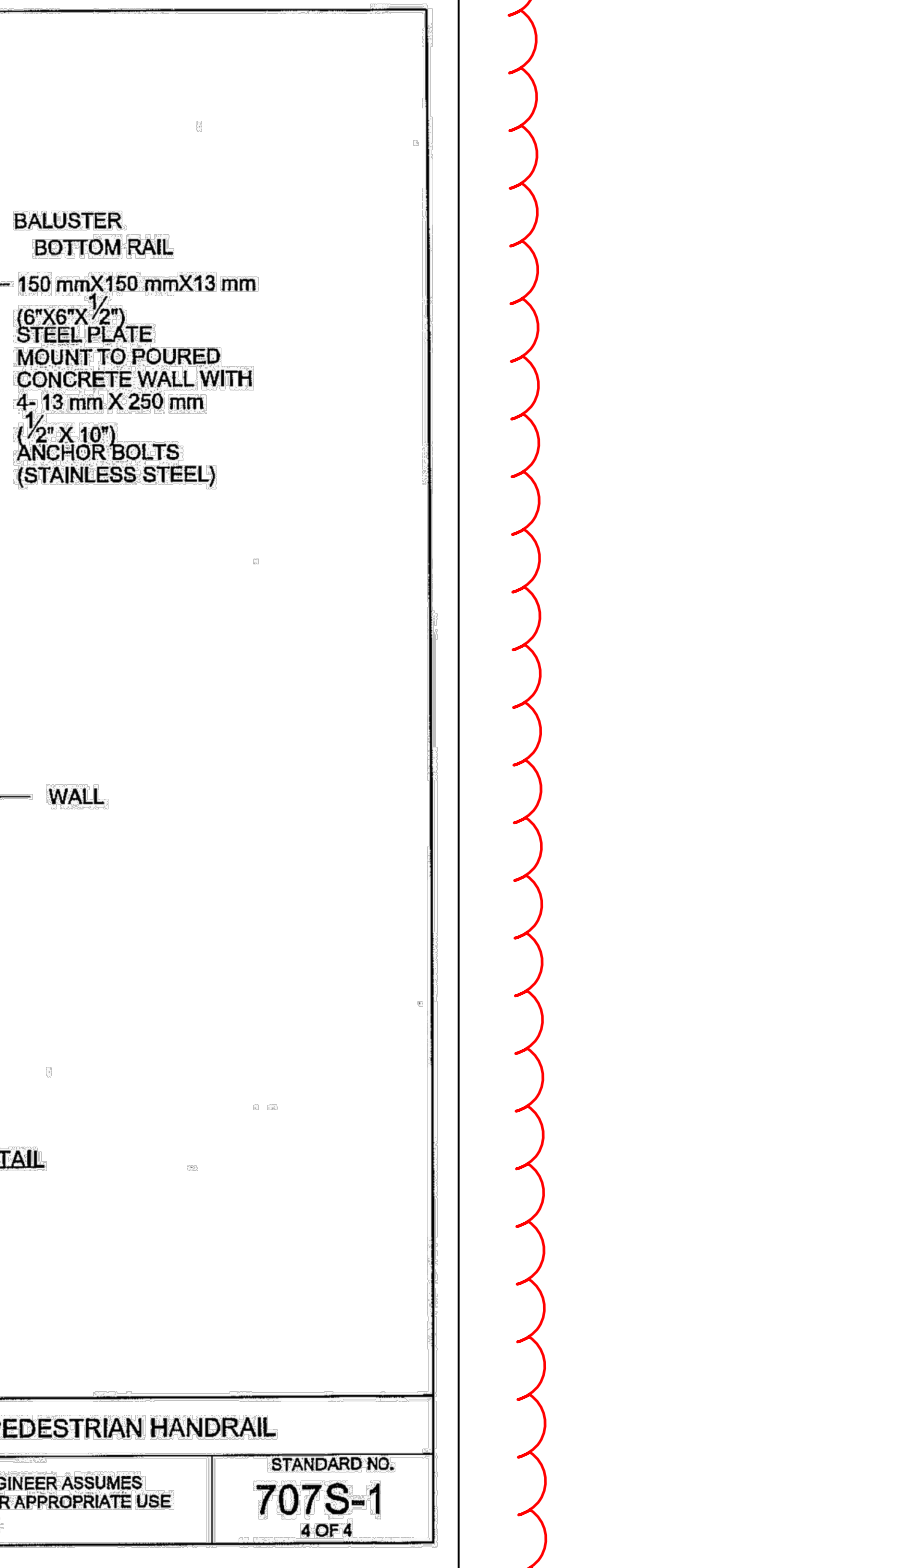 BALUSTER
BOTTOM RAIL
150 mmX150 mmX13 mm
(6"X6"X 1/2")
STEEL PLATE
MOUNT TO POURED
CONCRETE WALL WITH
4- 13 mm X 250 mm
(1/2" X 10")
ANCHOR BOLTS
(STAINLESS STEEL)
WALL
TAIL
EDESTRIAN HANDRAIL
GINEER ASSUMES
R APPROPRIATE USE
STANDARD NO.
707S-1
4 OF 4